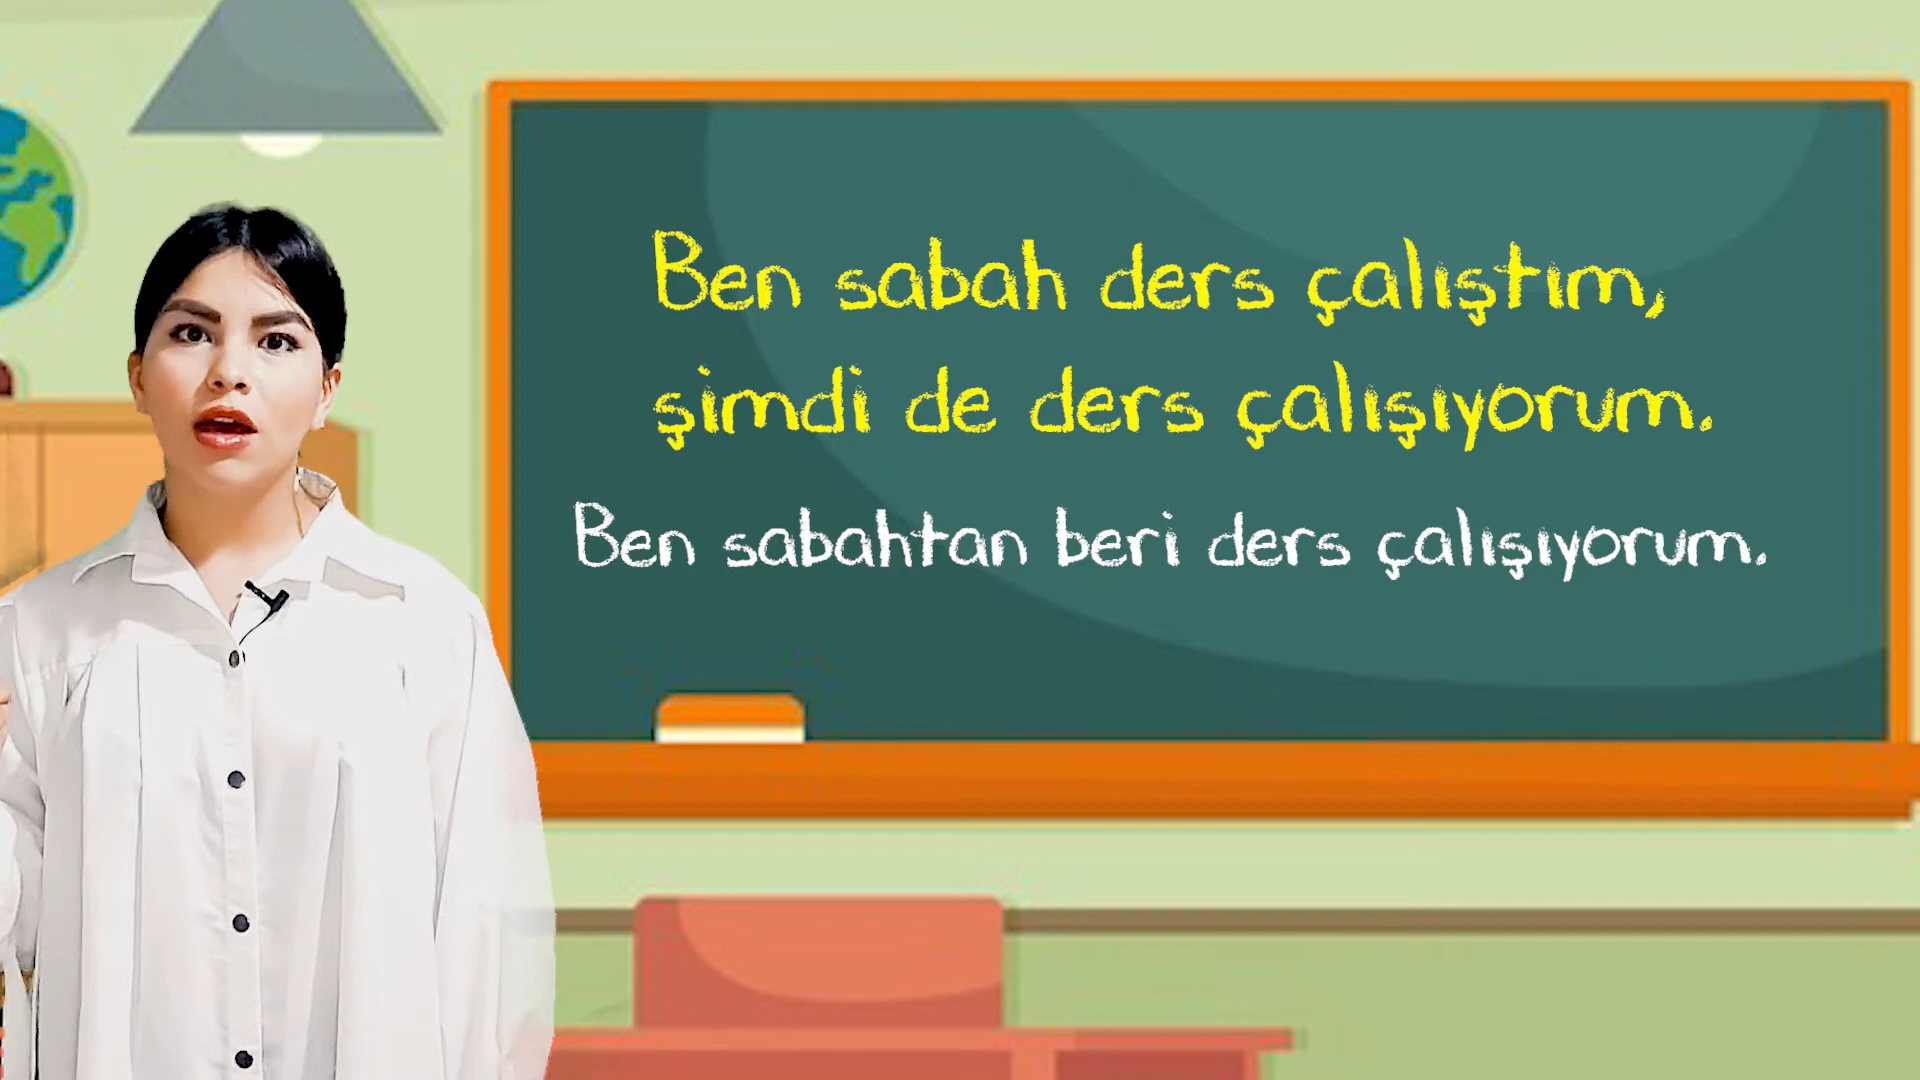 Ben sabah ders çalıştım,
şimdi de ders çalışıyorum.
Ben sabahtan beri ders çalışıyorum.